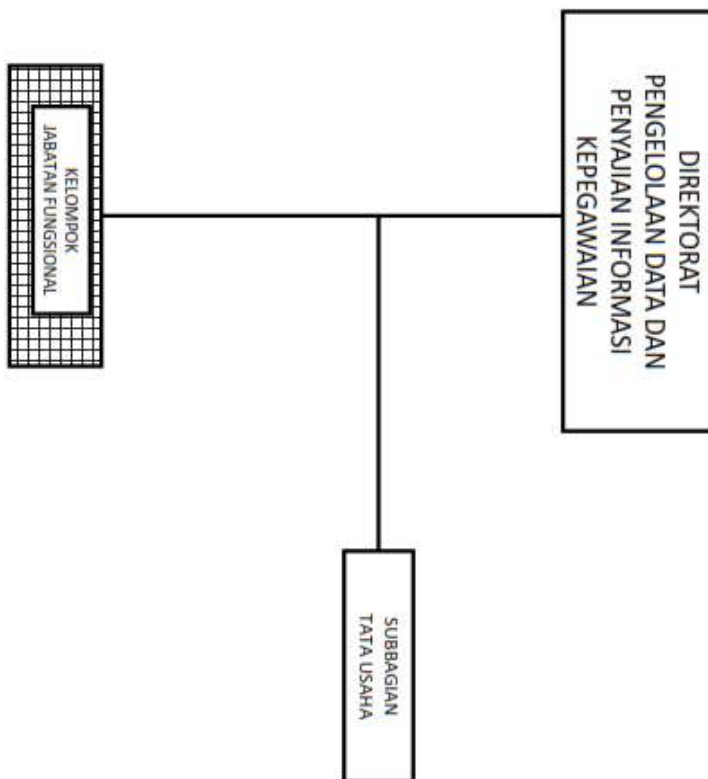 DIREKTORAT
PENGELOLAAN DATA DAN
PENYAJIAN INFORMASI
KEPEGAWAIAN
SUBBAGIAN
TATA USAHA
KELOMPOK
JABATAN FUNGSIONAL